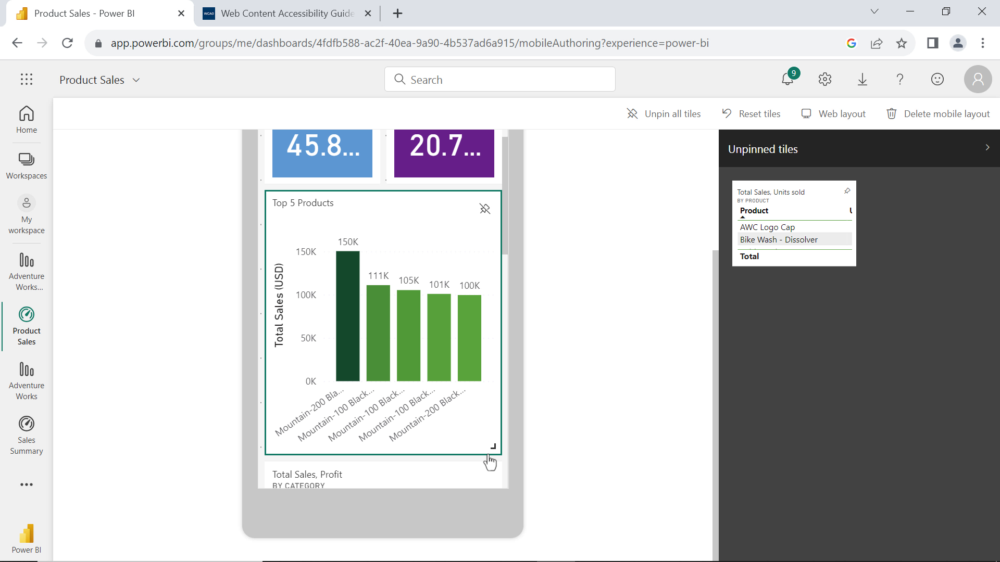 Product Sales - Power BI
WCAG Web Content Accessibility Guide
app.powerbi.com/groups/me/dashboards/4fdfb588-ac2f-40ea-9a90-4b537ad6a915/mobileAuthoring?experience=power-bi
Product Sales
Search
9
Unpin all tiles
Reset tiles
Web layout
Delete mobile layout
Home
Workspaces
My
workspace
Adventure
Works...
Product
Sales
Adventure
Works
Sales
Summary
Power BI
45.8...
20.7...
Top 5 Products
Total Sales (USD)
150K
100K
50K
0K
150K
111K
105K
101K
100K
Mountain-200 Bla...
Mountain-100 Black...
Mountain-100 Black...
Mountain-100 Black...
Mountain-200 Black...
Total Sales, Profit
BY CATEGORY
Unpinned tiles
Total Sales, Units sold
BY PRODUCT
Product
AWC Logo Cap
Bike Wash - Dissolver
Total